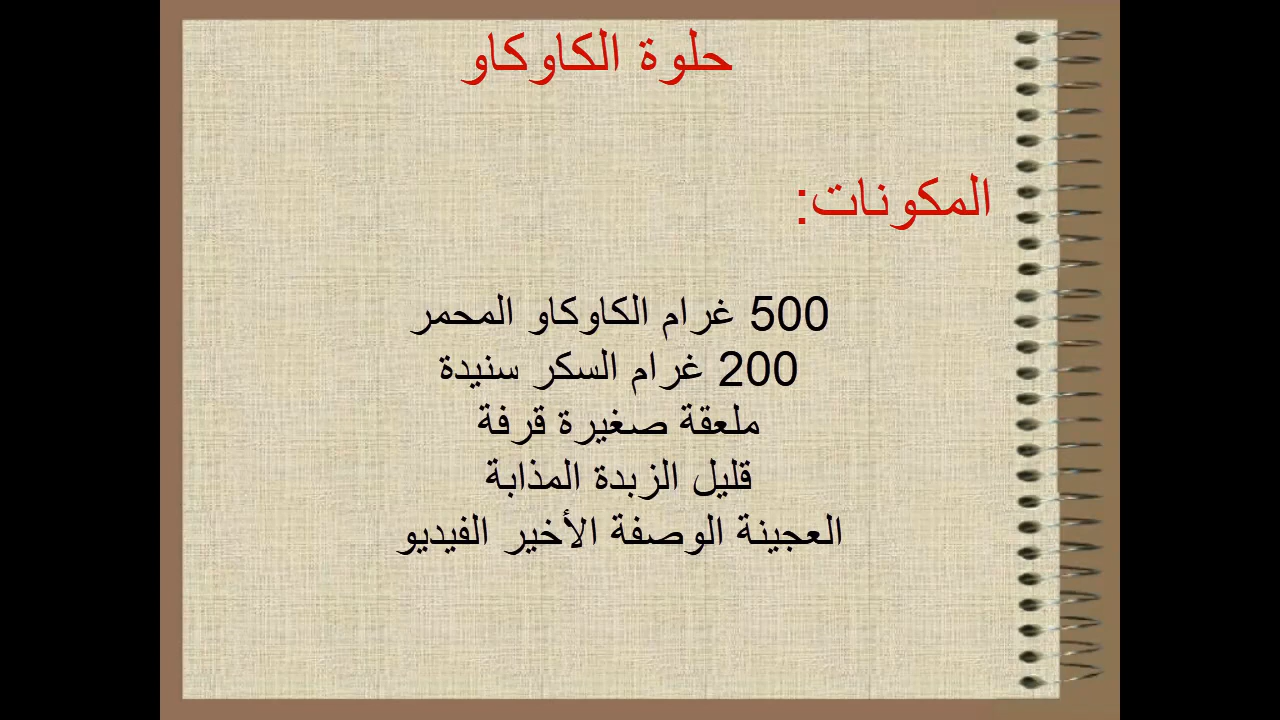 حلوة الكاوكاو
المكونات:
500 غرام الكاوكاو المحمر
200 غرام السكر سنيدة
ملعقة صغيرة قرفة
قليل الزبدة المذابة
العجينة الوصفة الأخير الفيديو